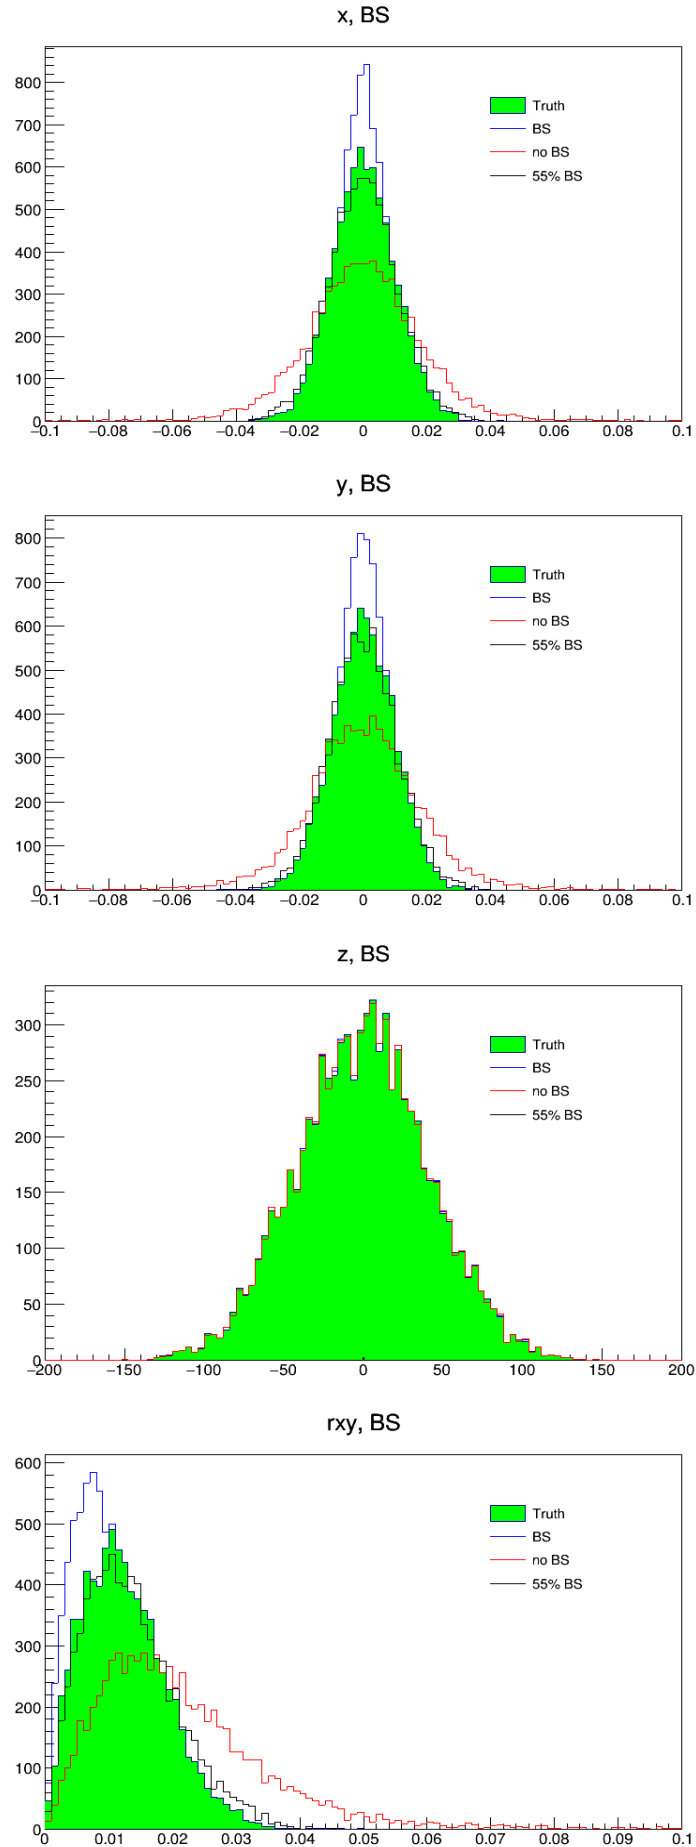 x, BS
800
700
600
500
400
300
200
100
0
Truth
BS
no BS
55% BS
−0.1 −0.08 −0.06 −0.04 −0.02 0 0.02 0.04 0.06 0.08 0.1
y, BS
800
700
600
500
400
300
200
100
0
Truth
BS
no BS
55% BS
−0.1 −0.08 −0.06 −0.04 −0.02 0 0.02 0.04 0.06 0.08 0.1
z, BS
300
250
200
150
100
50
0
Truth
BS
no BS
55% BS
−200 −150 −100 −50 0 50 100 150 200
rxy, BS
600
500
400
300
200
100
0
Truth
BS
no BS
55% BS
0 0.01 0.02 0.03 0.04 0.05 0.06 0.07 0.08 0.09 0.1